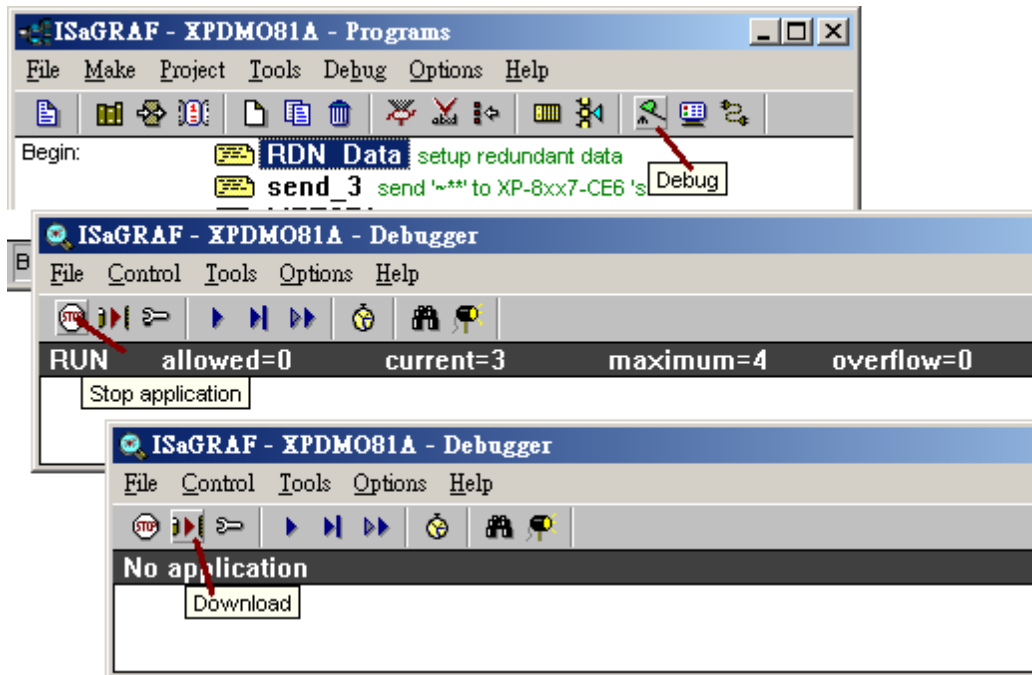 ISaGRAF - XPDMO81A - Programs
File Make Project Tools Debug Options Help
Begin: RDN_Data setup redundant data
send_3 send '~**' to XP-8xx7-CE6 's
Debug
B
ISaGRAF - XPDMO81A - Debugger
File Control Tools Options Help
STOP
RUN allowed=0 current=3 maximum=4 overflow=0
Stop application
ISaGRAF - XPDMO81A - Debugger
File Control Tools Options Help
STOP
No application
Download